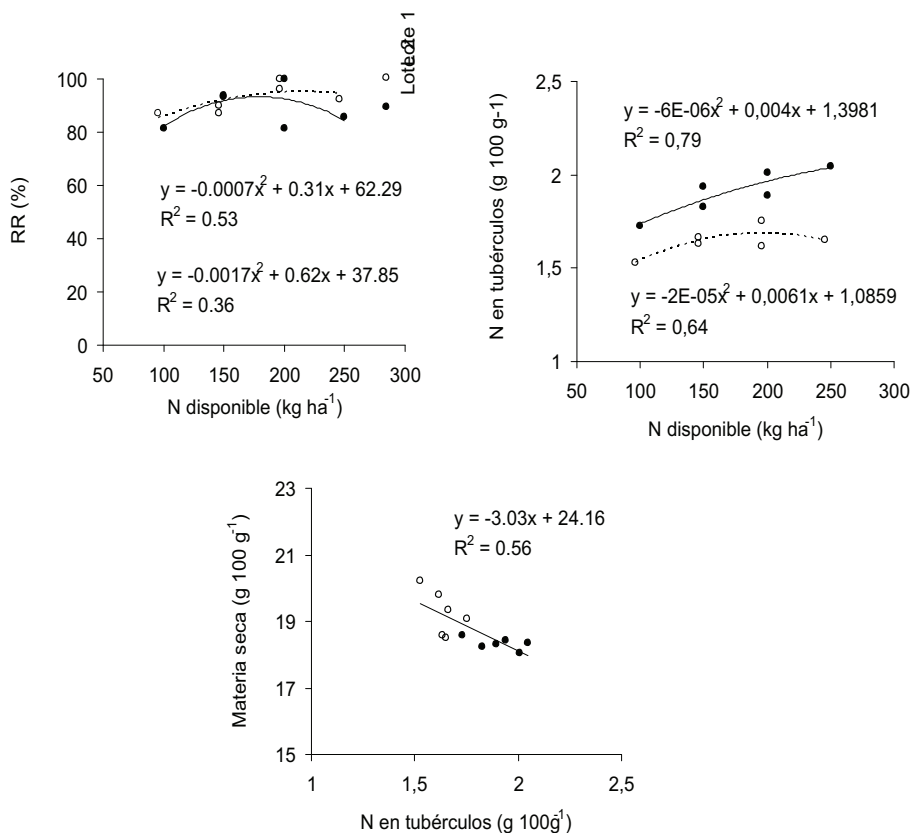 Lote 2
Lote 1
100
80
60
40
20
0
RR (%)
y = -0.0007x² + 0.31x + 62.29
R² = 0.53
y = -0.0017x² + 0.62x + 37.85
R² = 0.36
50 100 150 200 250 300
N disponible (kg ha⁻¹)
2,5
2
1,5
1
N en tubérculos (g 100 g-1)
y = -6E-06x² + 0,004x + 1,3981
R² = 0,79
y = -2E-05x² + 0,0061x + 1,0859
R² = 0,64
50 100 150 200 250 300
N disponible (kg ha⁻¹)
23
21
19
17
15
Materia seca (g 100 g⁻¹)
y = -3.03x + 24.16
R² = 0.56
1 1,5 2 2,5
N en tubérculos (g 100g⁻¹)